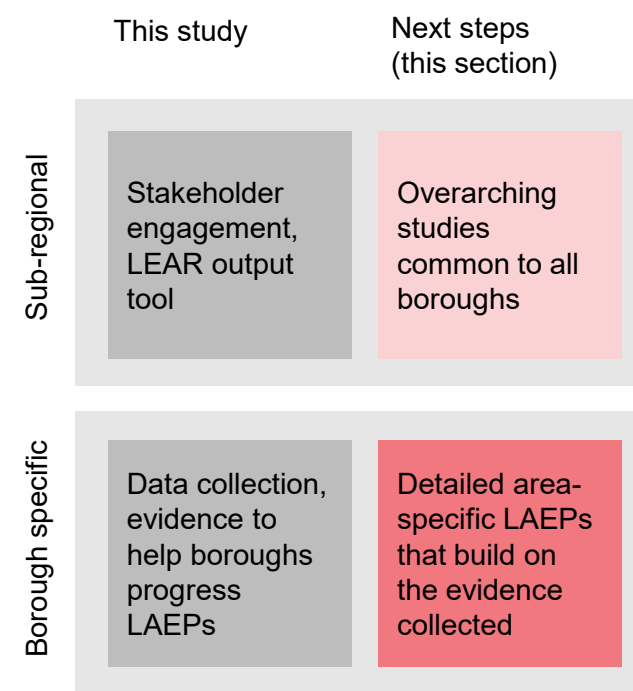 This study
Next steps
(this section)
Sub-regional
Stakeholder
engagement,
LEAR output
tool
Overarching
studies
common to all
boroughs
Borough specific
Data collection,
evidence to
help boroughs
progress
LAEPs
Detailed area-
specific LAEPs
that build on
the evidence
collected